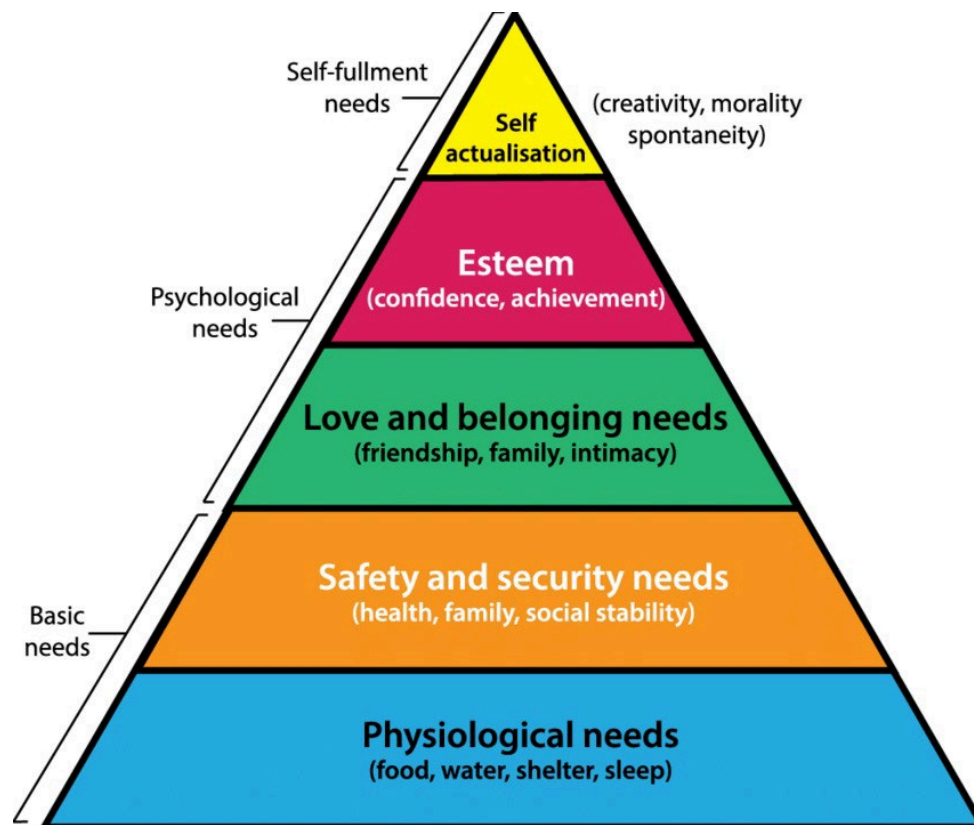 Self-fullment
needs
(creativity, morality
spontaneity)
Self
actualisation
Psychological
needs
Esteem
(confidence, achievement)
Love and belonging needs
(friendship, family, intimacy)
Basic
needs
Safety and security needs
(health, family, social stability)
Physiological needs
(food, water, shelter, sleep)